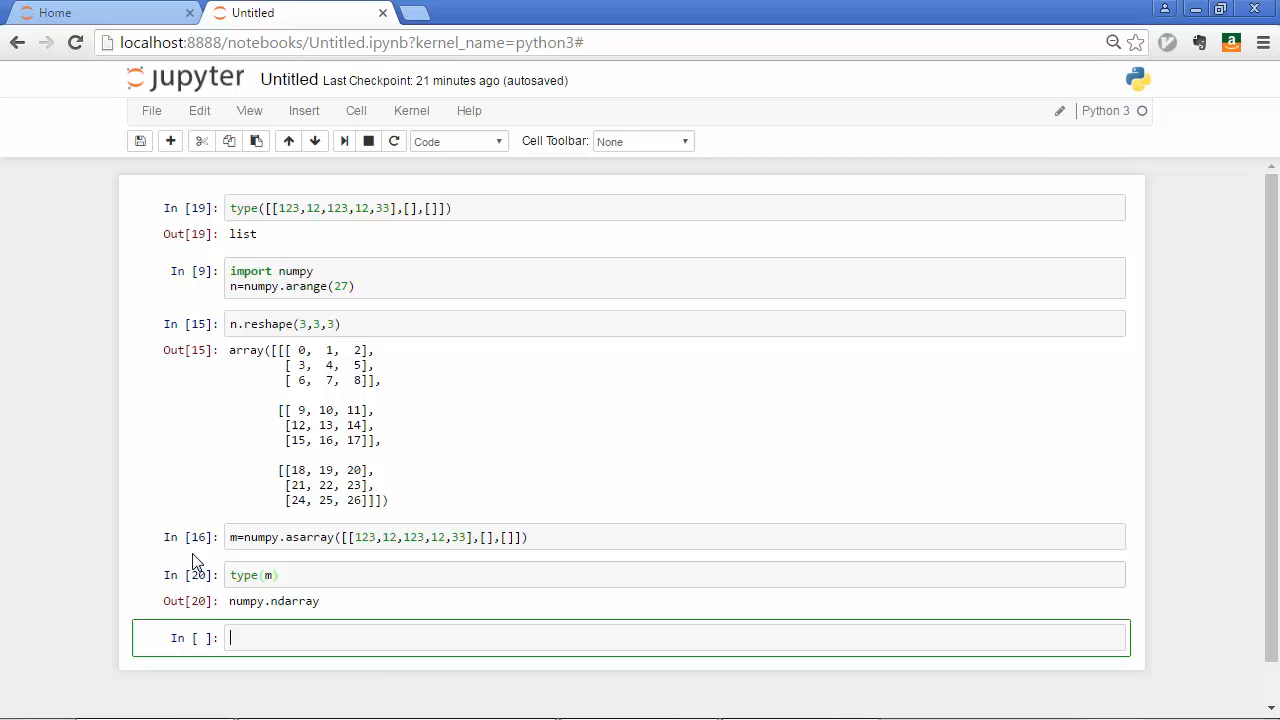 Home
Untitled
localhost:8888/notebooks/Untitled.ipynb?kernel_name=python3#
jupyter Untitled Last Checkpoint: 21 minutes ago (autosaved)
File Edit View Insert Cell Kernel Help Python 3
Code Cell Toolbar: None
In [19]: type([[123,12,123,12,33],[],[]])
Out[19]: list
In [9]: import numpy
n=numpy.arange(27)
In [15]: n.reshape(3,3,3)
Out[15]: array([[[ 0, 1, 2],
[ 3, 4, 5],
[ 6, 7, 8]],
[[ 9, 10, 11],
[12, 13, 14],
[15, 16, 17]],
[[18, 19, 20],
[21, 22, 23],
[24, 25, 26]]])
In [16]: m=numpy.asarray([[123,12,123,12,33],[],[]])
In [20]: type(m)
Out[20]: numpy.ndarray
In [ ]: